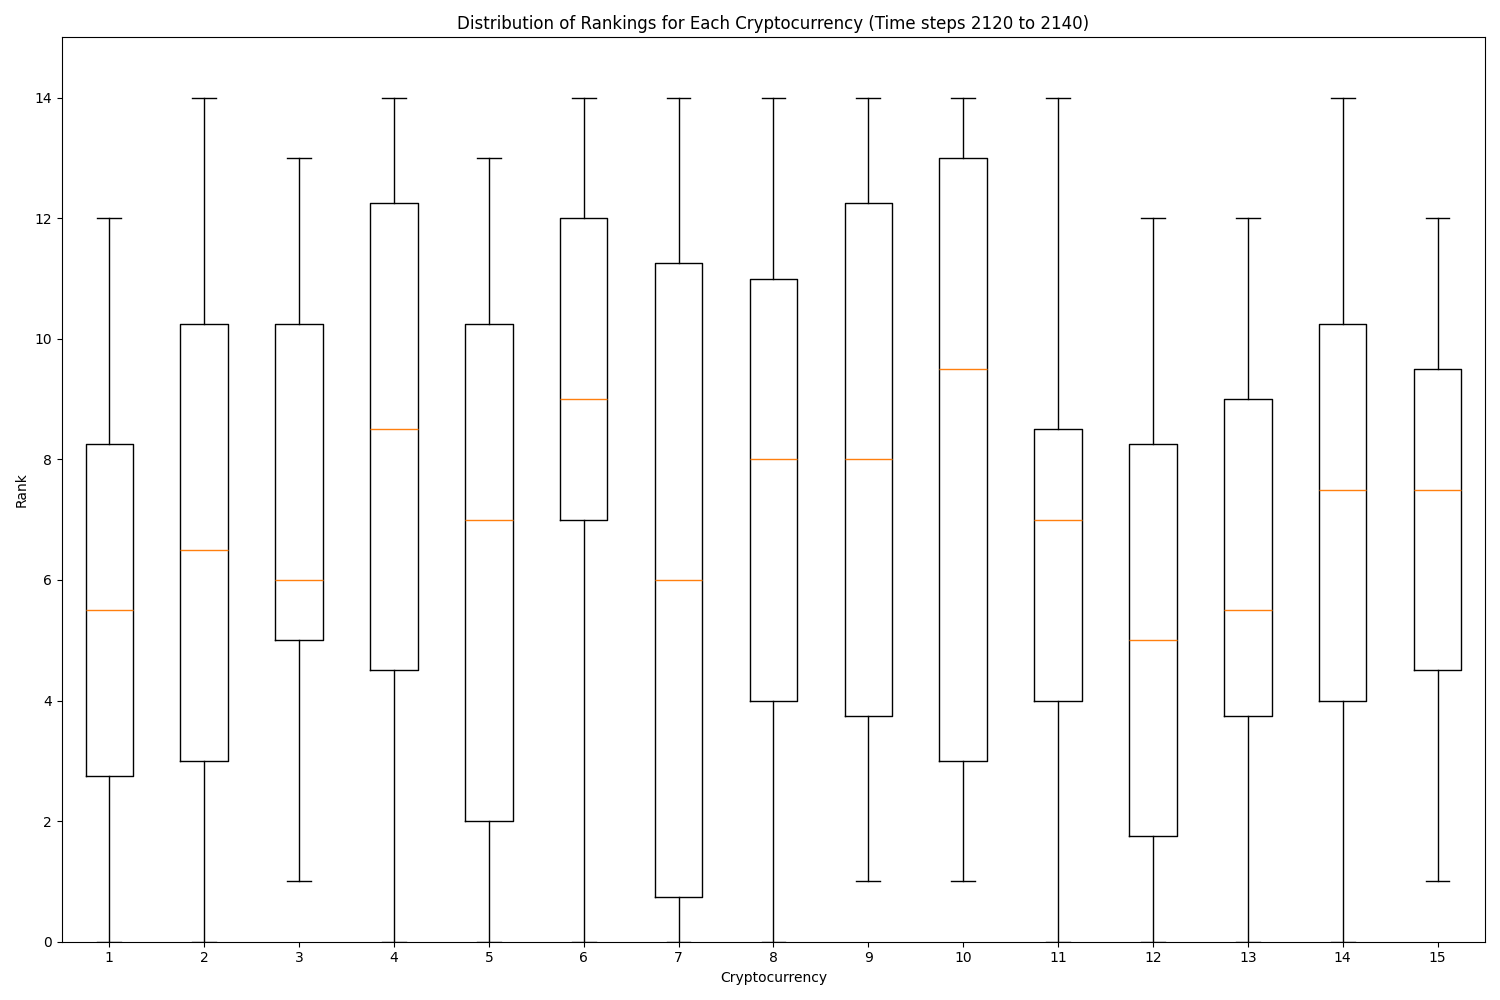 Distribution of Rankings for Each Cryptocurrency (Time steps 2120 to 2140)
14
12
10
8
6
4
2
0
Rank
1 2 3 4 5 6 7 8 9 10 11 12 13 14 15
Cryptocurrency